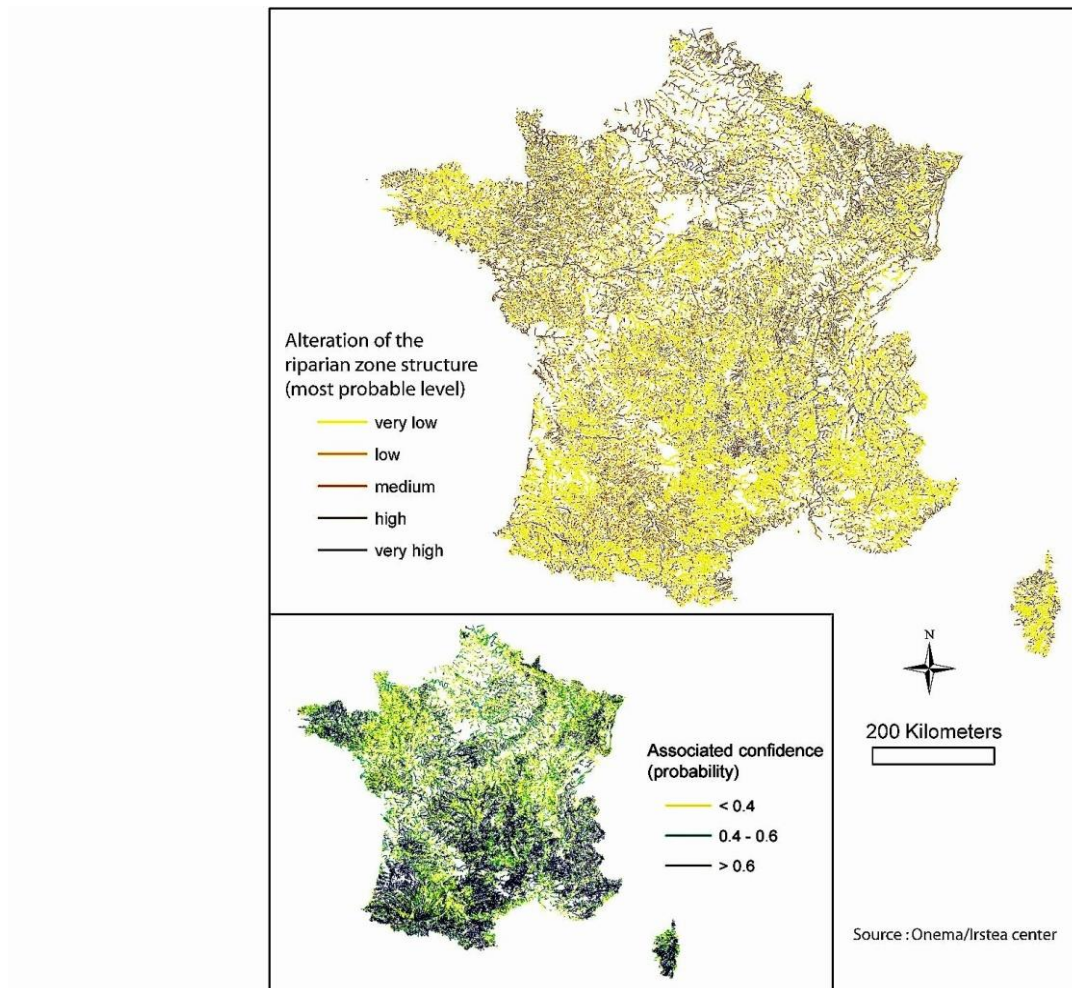 Alteration of the
riparian zone structure
(most probable level)
very low
low
medium
high
very high
N
200 Kilometers
Associated confidence
(probability)
< 0.4
0.4 - 0.6
> 0.6
Source : Onema/Irstea center